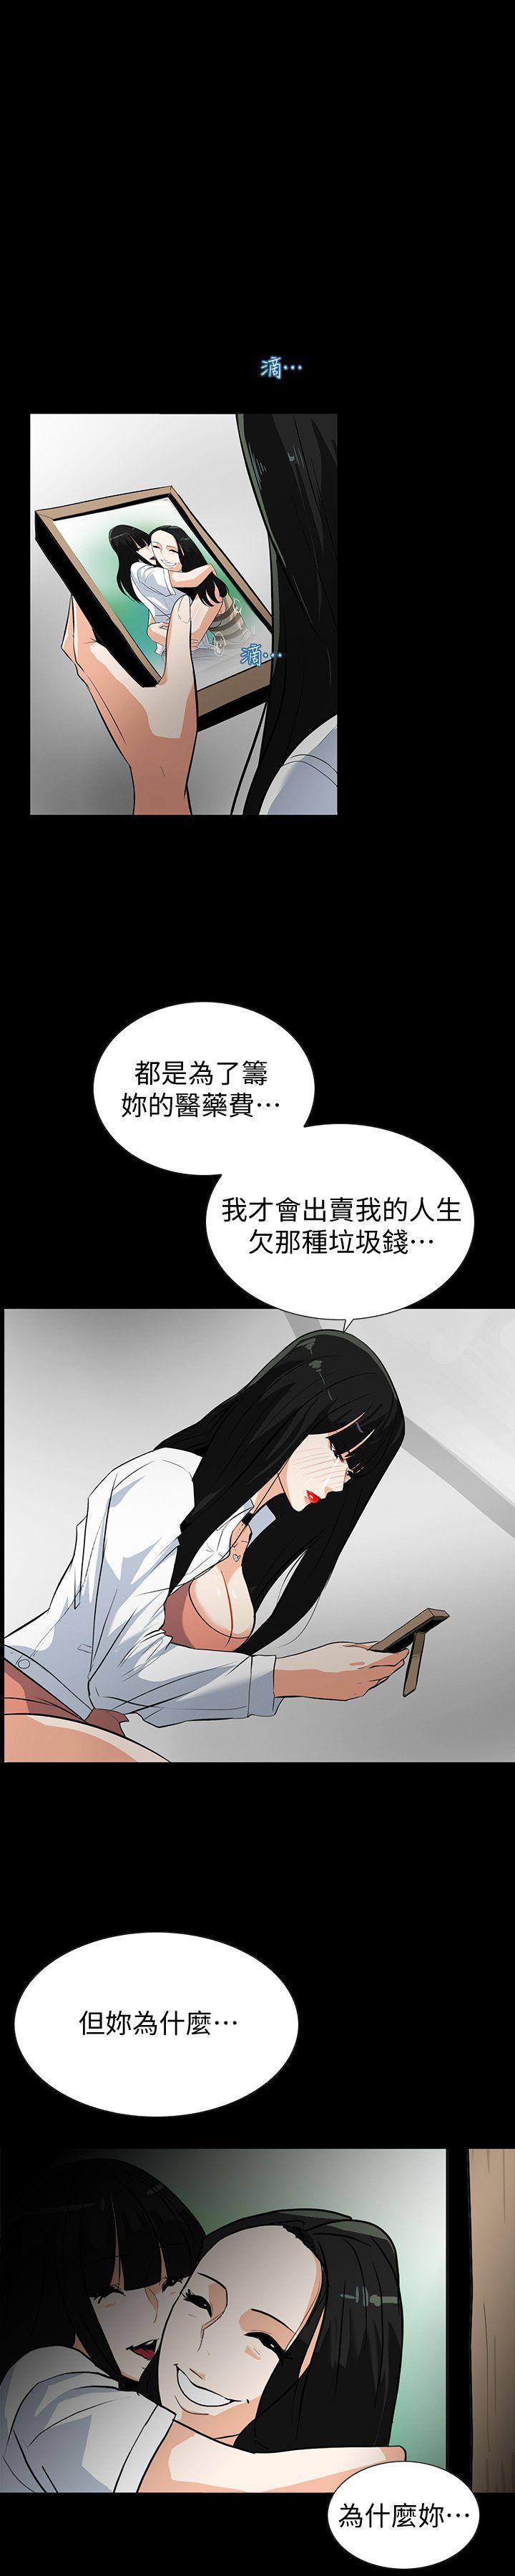 滴…
滴…
都是為了籌
妳的醫藥費…
我才會出賣我的人生
欠那種垃圾錢…
但妳為什麼…
為什麼妳…